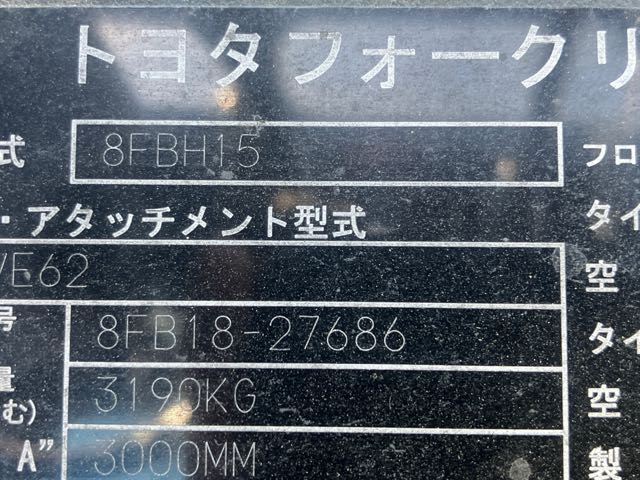 トヨタフォークリ
式 8FBH15 フロ
・アタッチメント型式 タイ
VE62 空
号 8FB18-27686 タイ
量 3190KG 空
む)
A” 3000MM 製